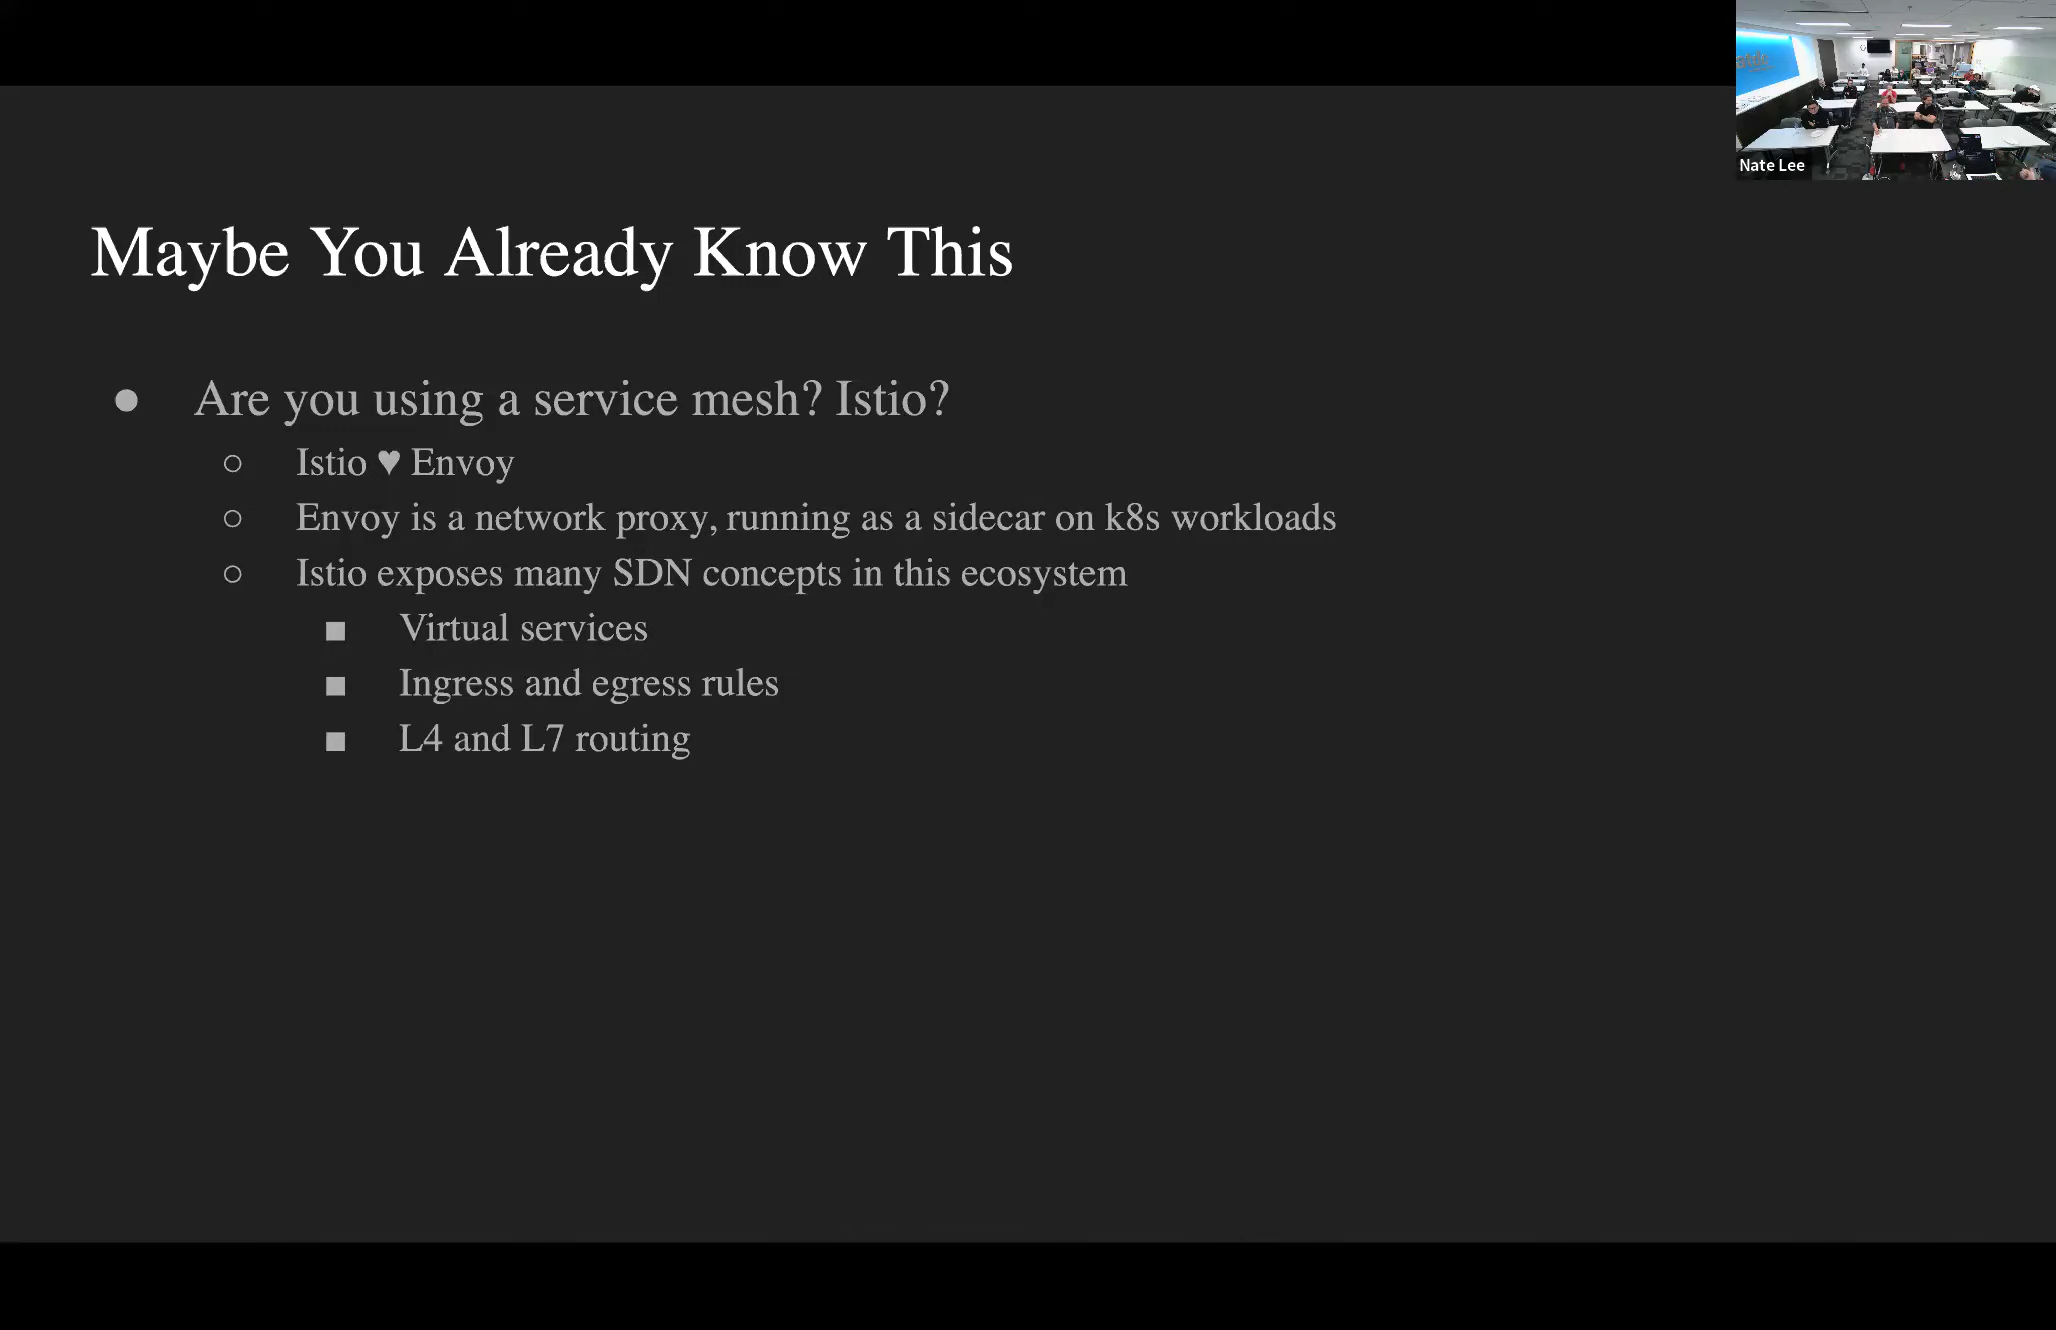 Nate Lee
Maybe You Already Know This
● Are you using a service mesh? Istio?
○ Istio ♥ Envoy
○ Envoy is a network proxy, running as a sidecar on k8s workloads
○ Istio exposes many SDN concepts in this ecosystem
■ Virtual services
■ Ingress and egress rules
■ L4 and L7 routing